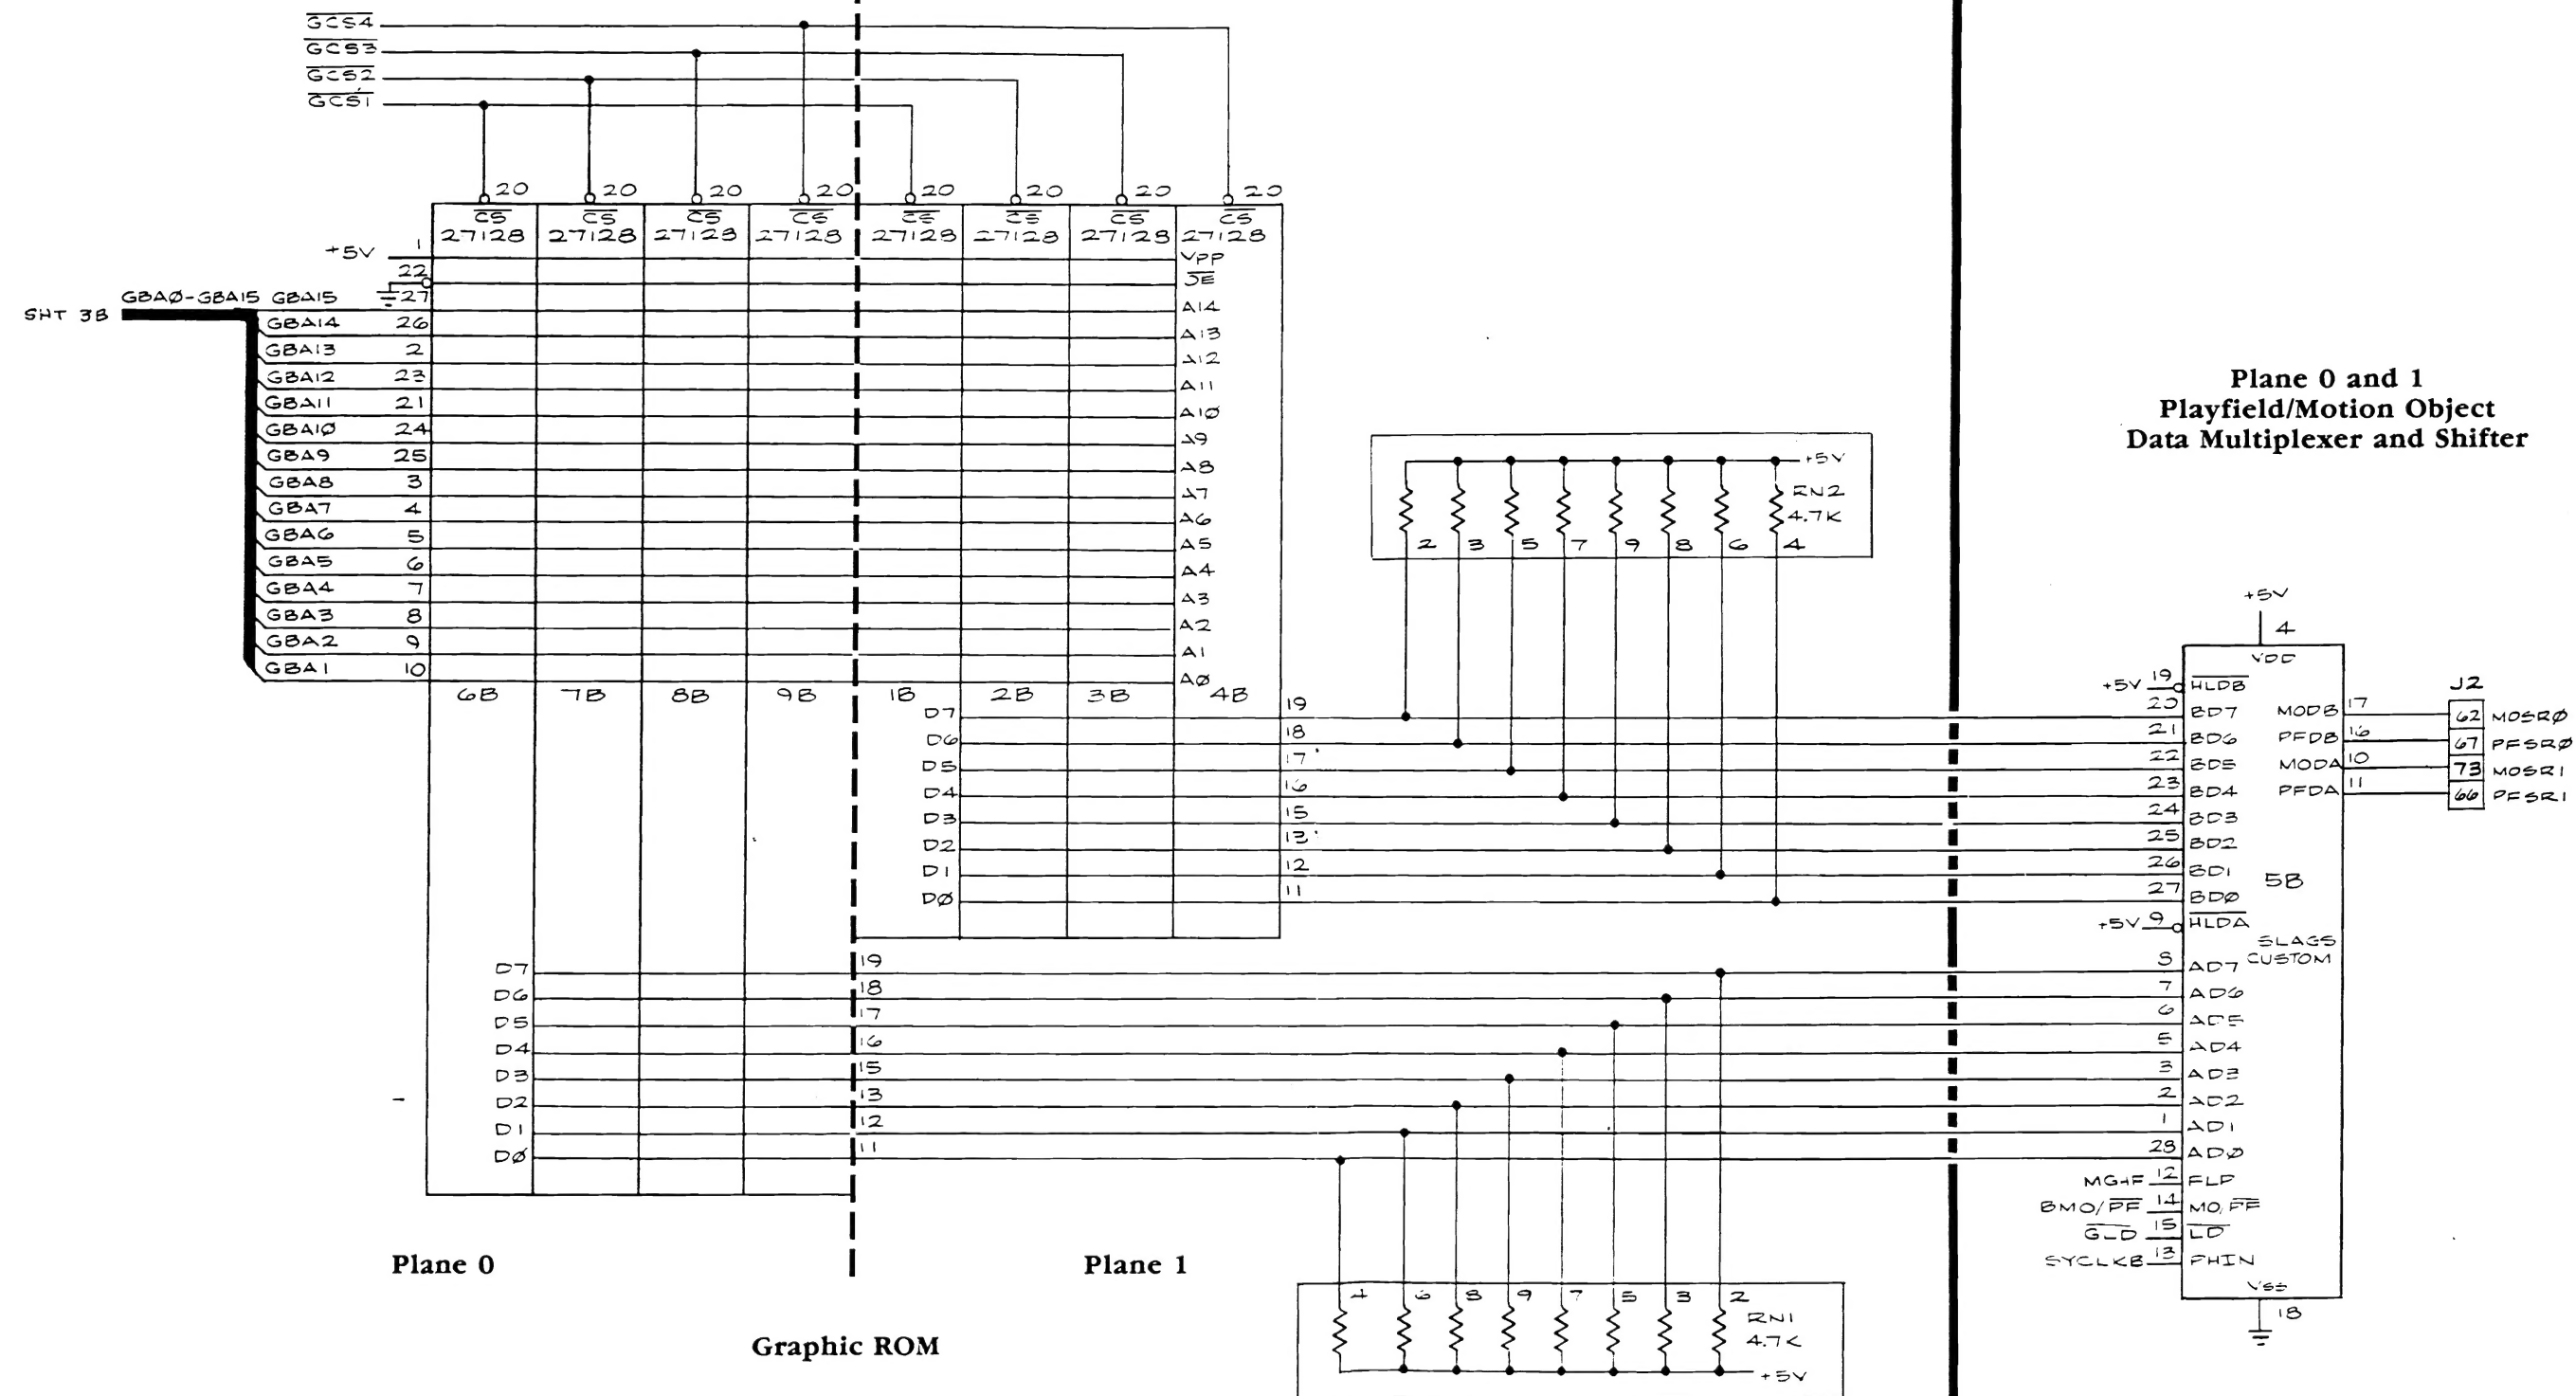 GCS4
GCS3
GCS2
GCS1
20 20 20 20 20 20 20 20
CS CS CS CS CS CS CS CS
27128 27128 27128 27128 27128 27128 27128 27128
+5V 1 VPP
22 OE
SHT 3B GBAØ-GBA15 GBA15 27 A14
GBA14 26 A13
GBA13 2 A12
GBA12 23 A11
GBA11 21 A1Ø
GBA1Ø 24 A9
GBA9 25 A8
GBA8 3 A7
GBA7 4 A6
GBA6 5 A5
GBA5 6 A4
GBA4 7 A3
GBA3 8 A2
GBA2 9 A1
GBA1 10 AØ
6B 7B 8B 9B 1B 2B 3B 4B
D7 19
D6 18
D5 17
D4 16
D3 15
D2 13
D1 12
DØ 11
D7 19
D6 18
D5 17
D4 16
D3 15
D2 13
D1 12
DØ 11
Plane 0
Plane 1
Graphic ROM
+5V
RN2
4.7K
2 3 5 7 9 8 6 4
4 6 8 9 7 5 3 2
RN1
4.7K
+5V
Plane 0 and 1
Playfield/Motion Object
Data Multiplexer and Shifter
+5V
4
VDD
+5V 19 HLDB
20 BD7
21 BD6
22 BD5
23 BD4
24 BD3
25 BD2
26 BD1
27 BDØ
+5V 9 HLDA
8 AD7
7 AD6
6 AD5
5 AD4
3 AD3
2 AD2
1 AD1
28 ADØ
MGHF 12 FLP
BMO/PF 14 MO/PF
GLD 15 LD
SYCLKB 13 PHIN
VSS
18
5B
SLAGS
CUSTOM
J2
MODB 17 62 MOSRØ
PFDB 16 67 PFSRØ
MODA 10 73 MOSR1
PFDA 11 66 PFSR1